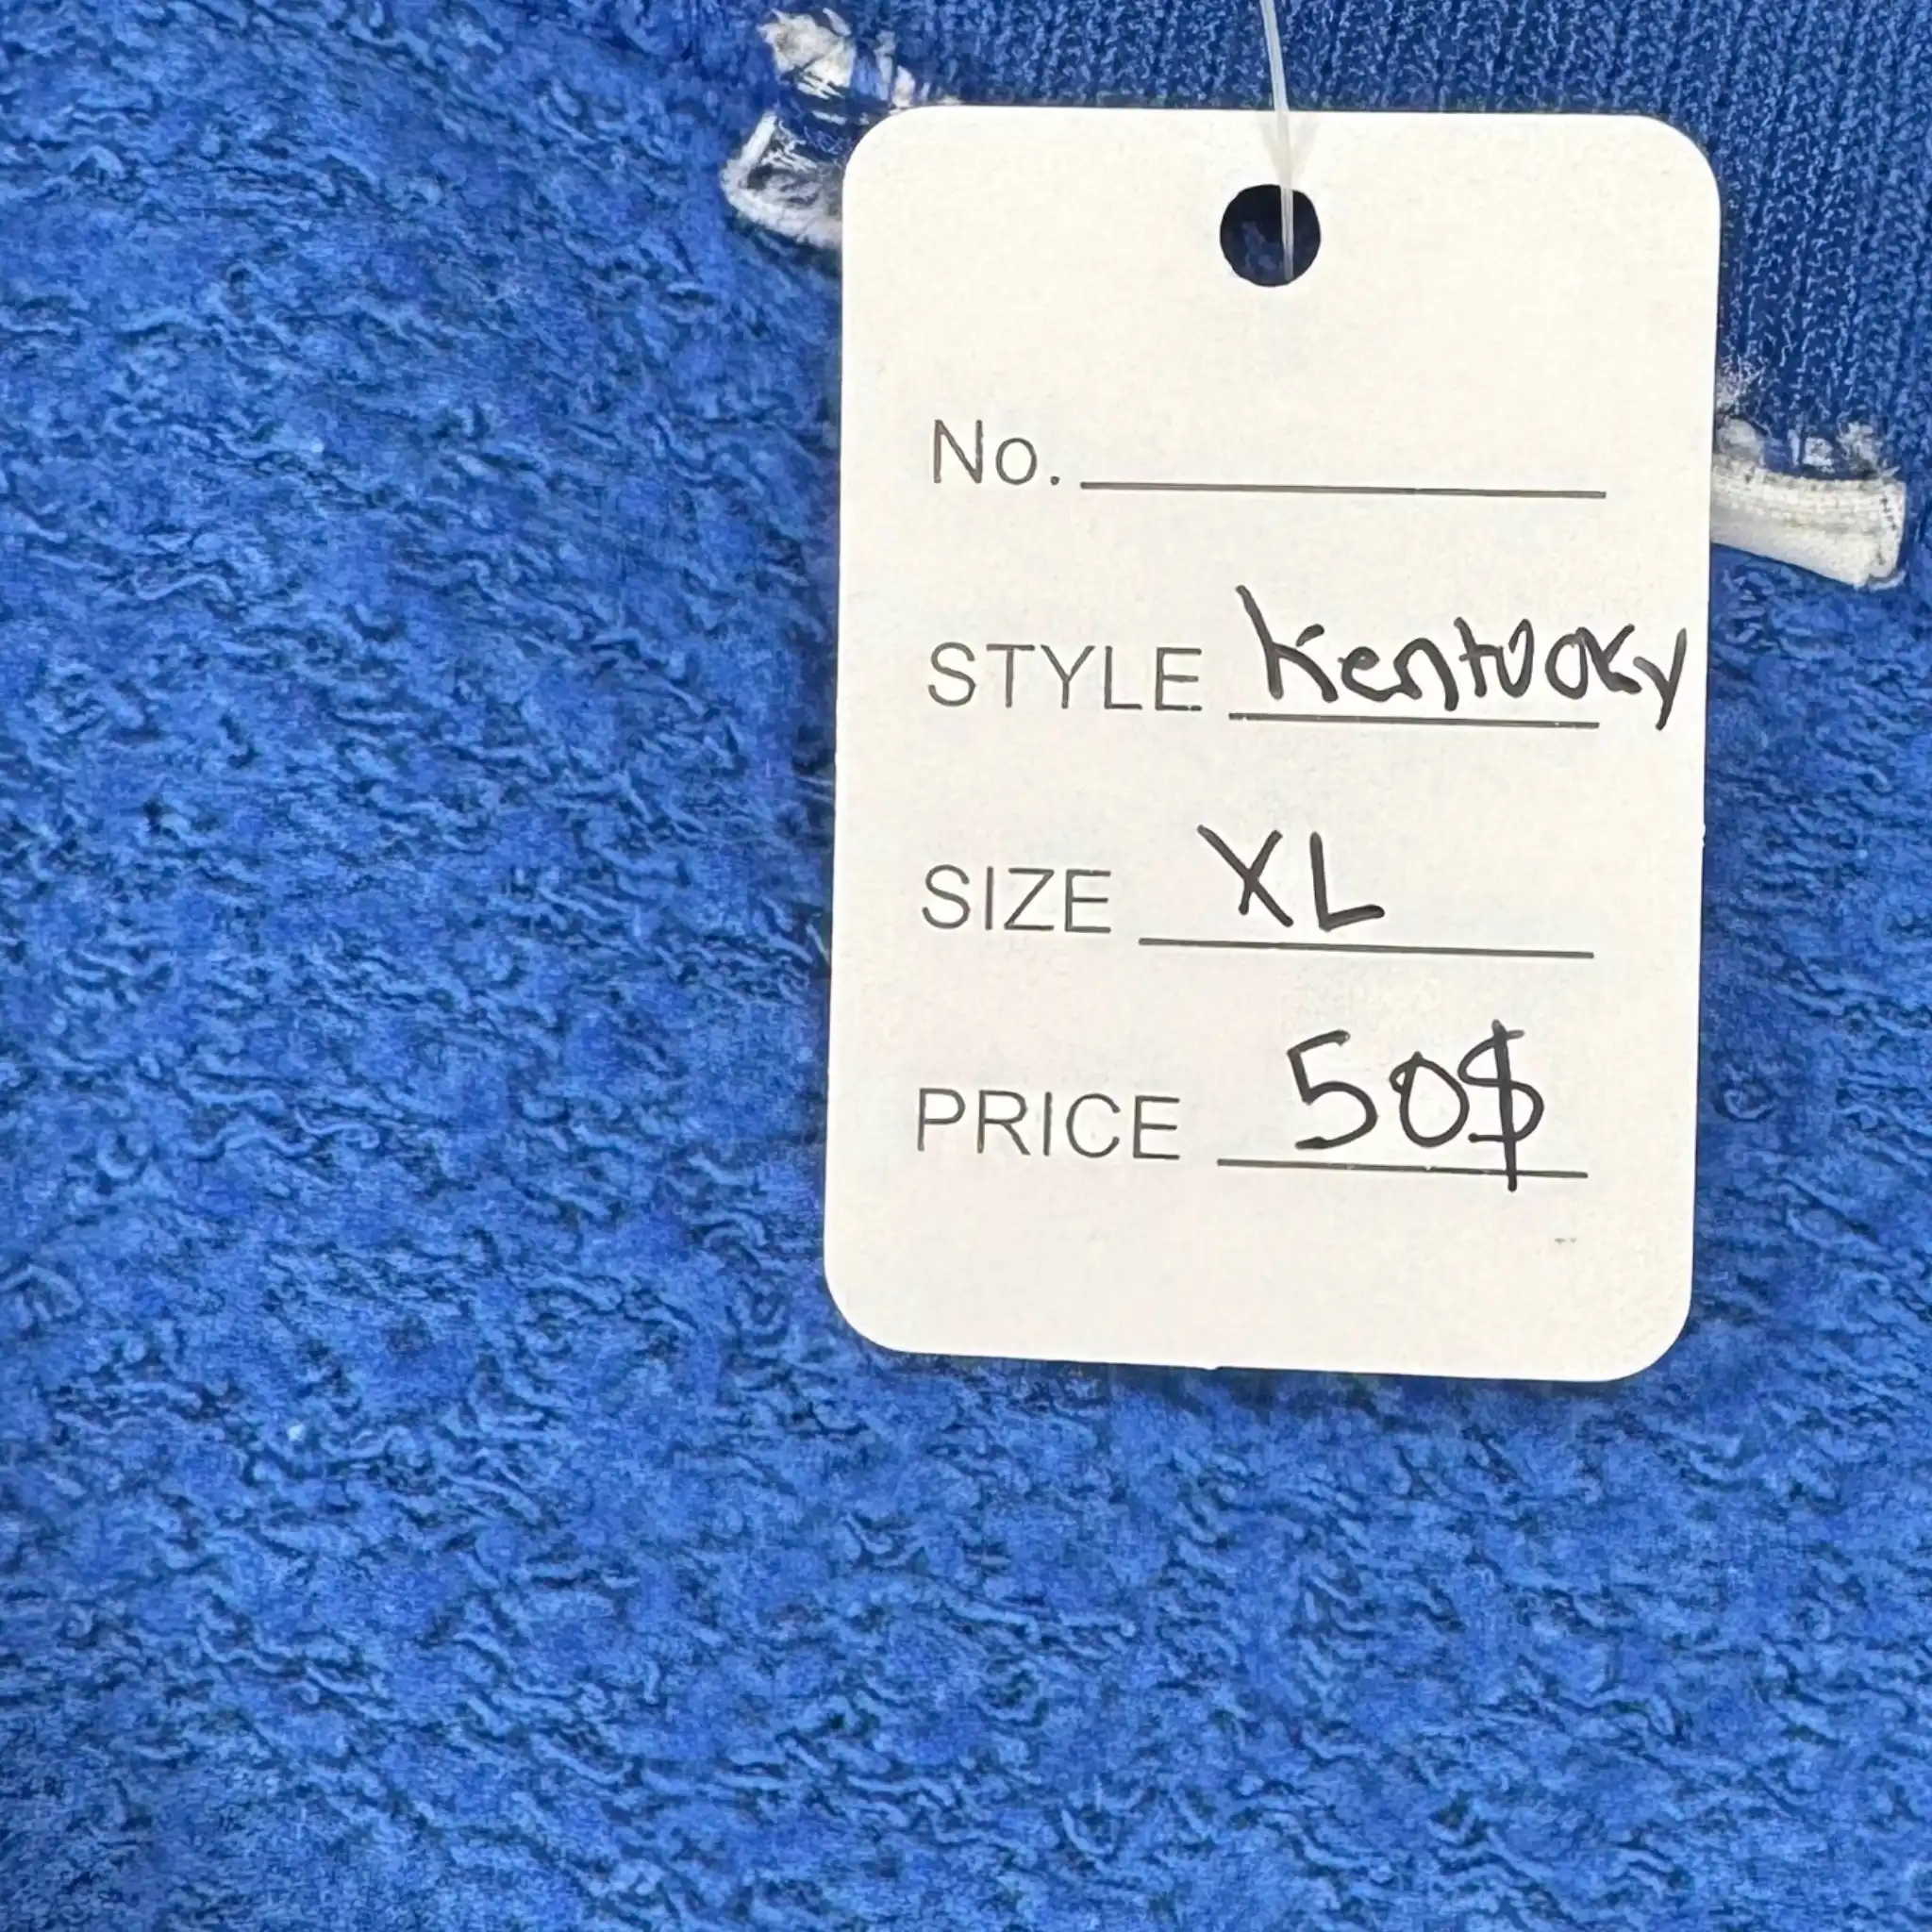 No.
STYLE Kentucky
SIZE XL
PRICE 50$